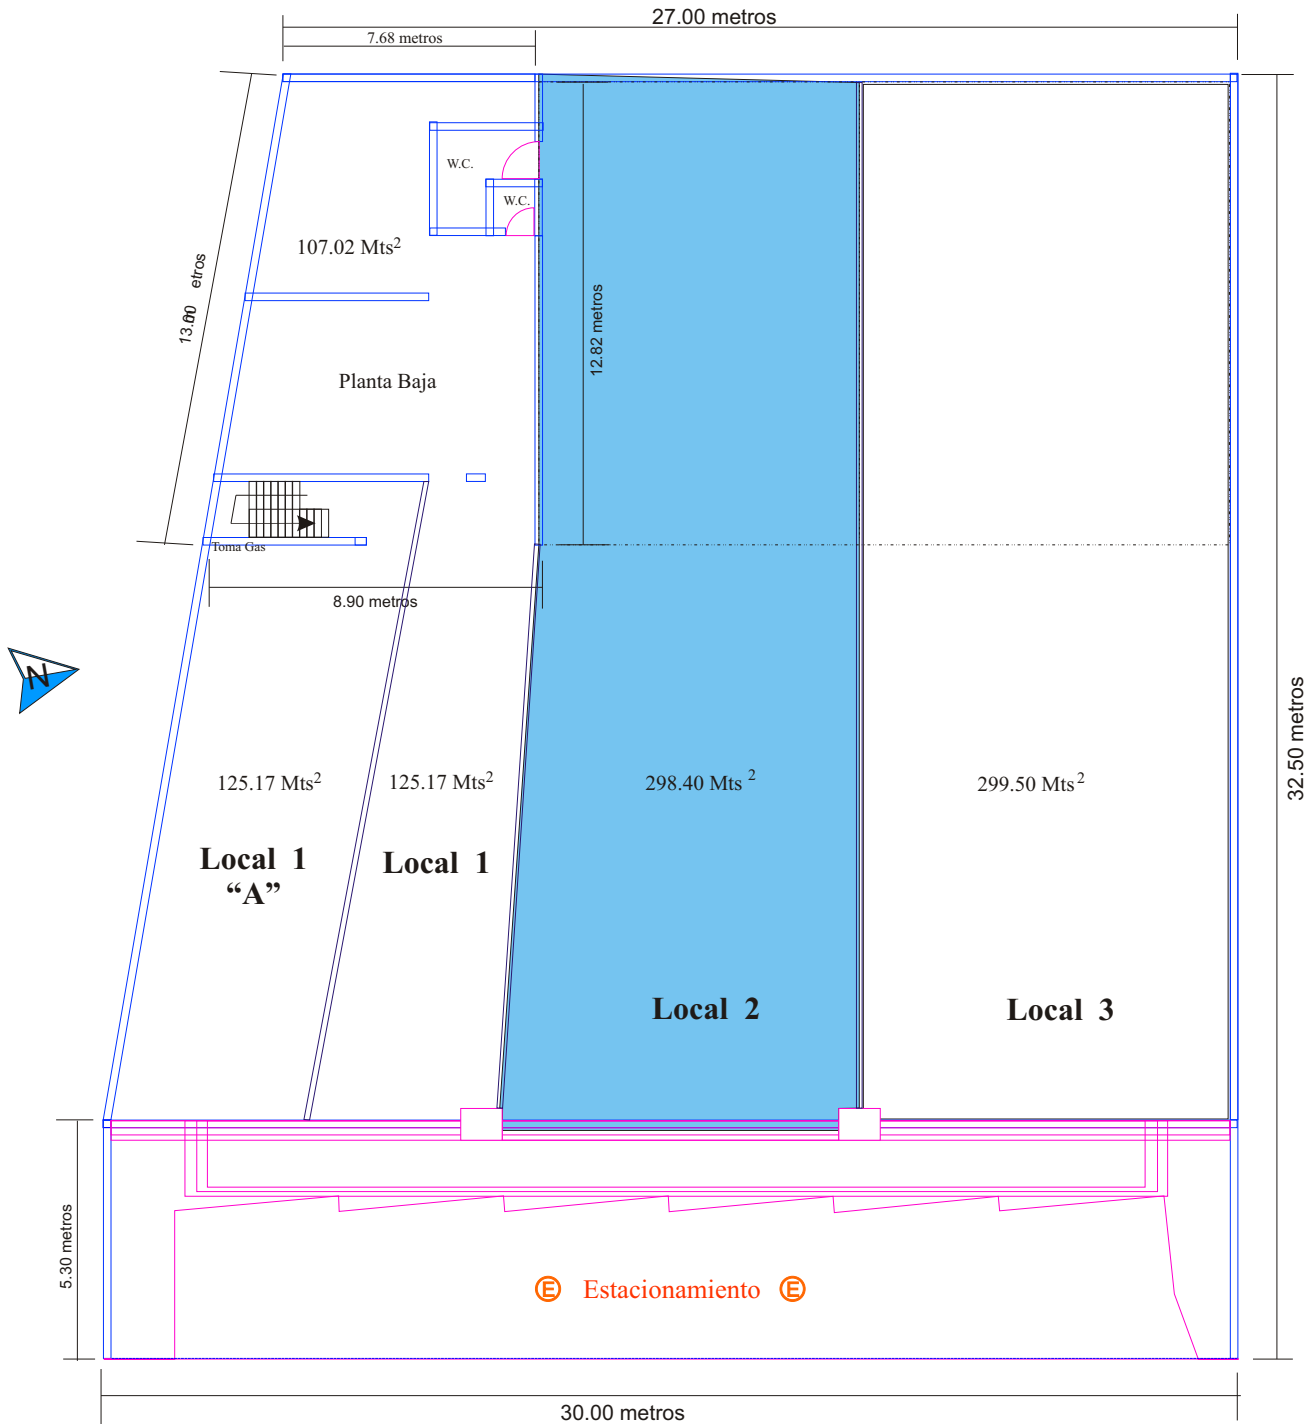 27.00 metros
7.68 metros
W.C.
W.C.
107.02 Mts²
13.00 metros
12.82 metros
Planta Baja
Toma Gas
8.90 metros
N
32.50 metros
125.17 Mts²
125.17 Mts²
298.40 Mts ²
299.50 Mts ²
Local 1
“A”
Local 1
Local 2
Local 3
5.30 metros
E Estacionamiento E
30.00 metros